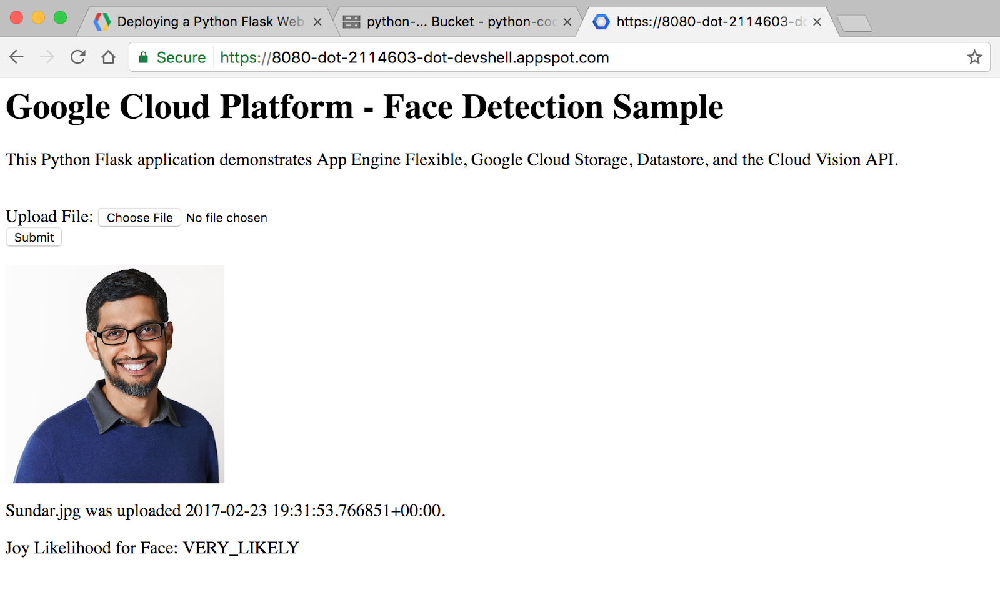 Deploying a Python Flask Web
python-... Bucket - python-coc
https://8080-dot-2114603-dc
Secure https://8080-dot-2114603-dot-devshell.appspot.com
Google Cloud Platform - Face Detection Sample
This Python Flask application demonstrates App Engine Flexible, Google Cloud Storage, Datastore, and the Cloud Vision API.
Upload File: Choose File No file chosen
Submit
Sundar.jpg was uploaded 2017-02-23 19:31:53.766851+00:00.
Joy Likelihood for Face: VERY_LIKELY